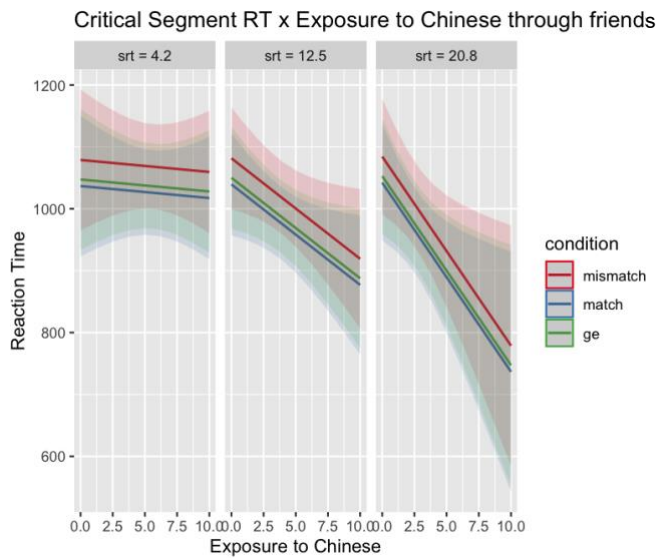 Critical Segment RT x Exposure to Chinese through friends
srt = 4.2 srt = 12.5 srt = 20.8
1200
1000
800
600
Reaction Time
0.0 2.5 5.0 7.5 10.0 0.0 2.5 5.0 7.5 10.0 0.0 2.5 5.0 7.5 10.0
Exposure to Chinese
condition
mismatch
match
ge